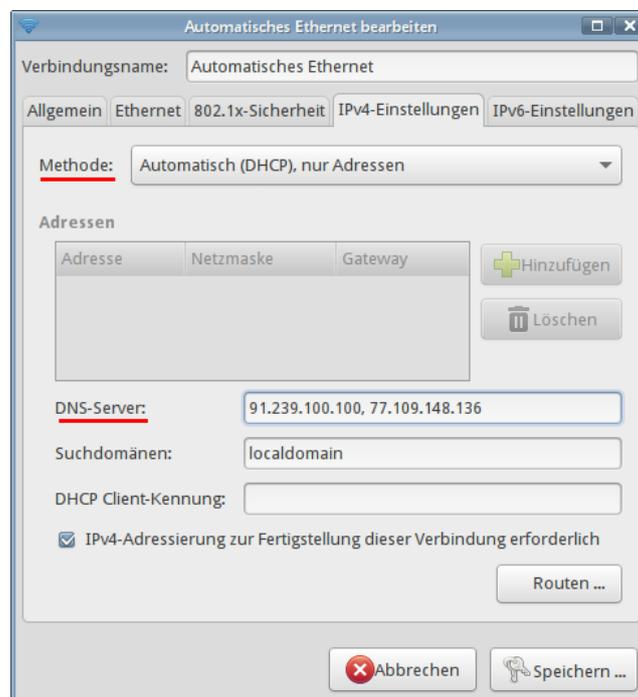 Automatisches Ethernet bearbeiten
Verbindungsname: Automatisches Ethernet
Allgemein Ethernet 802.1x-Sicherheit IPv4-Einstellungen IPv6-Einstellungen
Methode: Automatisch (DHCP), nur Adressen
Adressen
Adresse Netzmaske Gateway
Hinzufügen
Löschen
DNS-Server: 91.239.100.100, 77.109.148.136
Suchdomänen: localdomain
DHCP Client-Kennung:
IPv4-Adressierung zur Fertigstellung dieser Verbindung erforderlich
Routen ...
Abbrechen Speichern ...